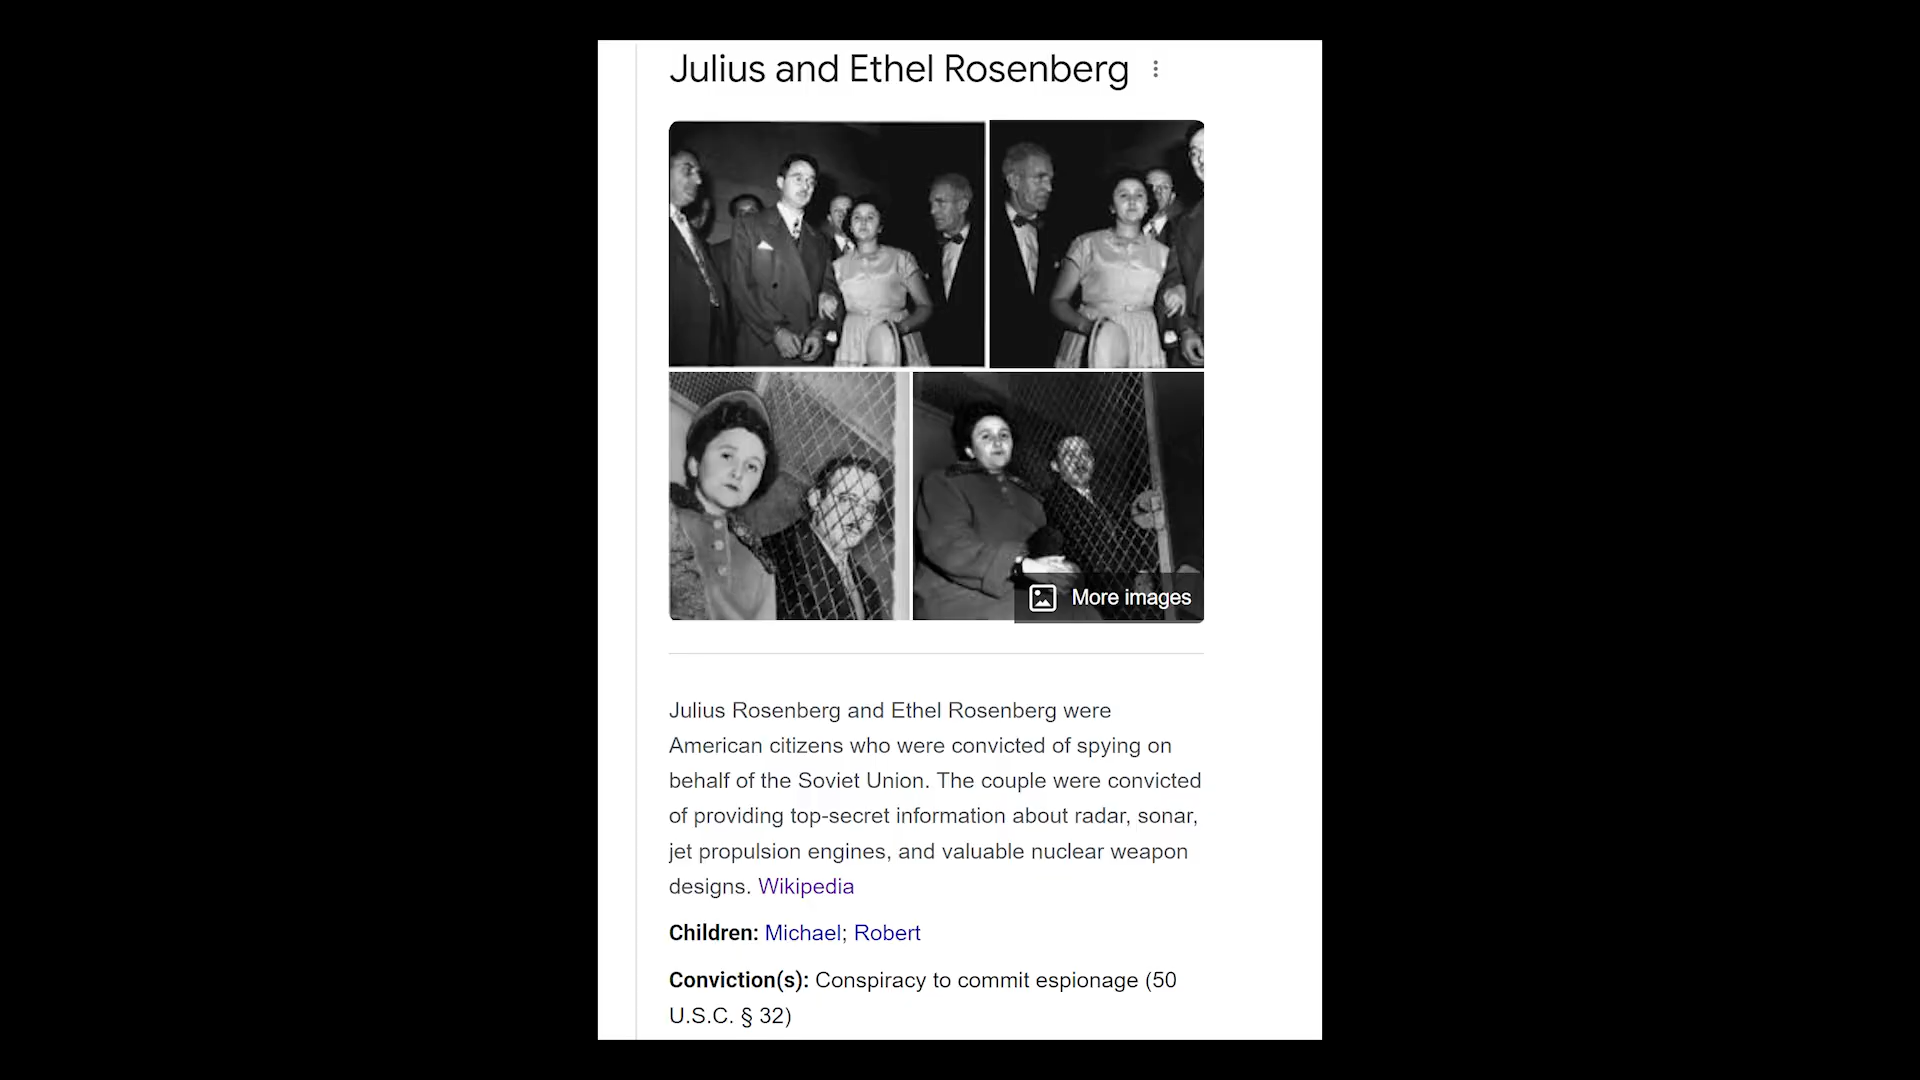 Julius and Ethel Rosenberg
More images
Julius Rosenberg and Ethel Rosenberg were
American citizens who were convicted of spying on
behalf of the Soviet Union. The couple were convicted
of providing top-secret information about radar, sonar,
jet propulsion engines, and valuable nuclear weapon
designs. Wikipedia
Children: Michael; Robert
Conviction(s): Conspiracy to commit espionage (50
U.S.C. § 32)